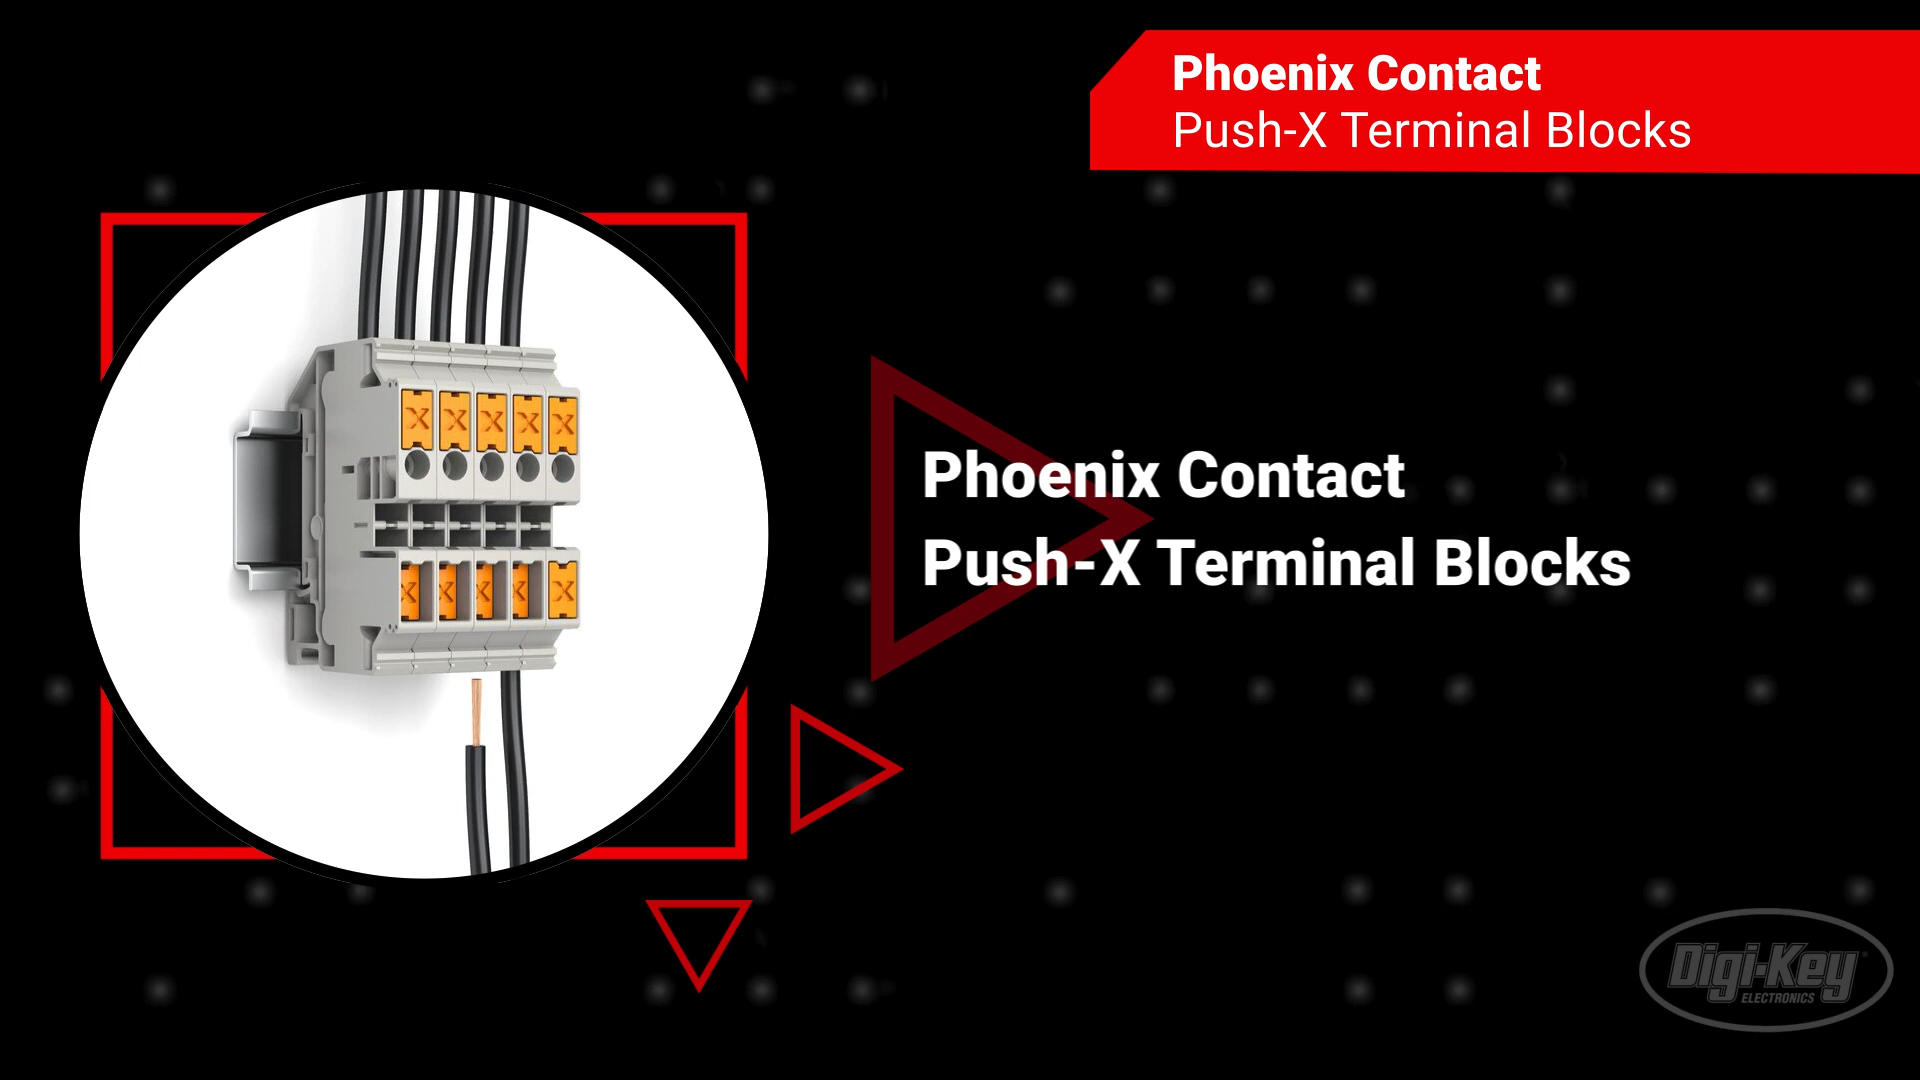 Phoenix Contact
Push-X Terminal Blocks
X X X X X
Phoenix Contact
Push-X Terminal Blocks
X X X X X
Digi-Key
ELECTRONICS